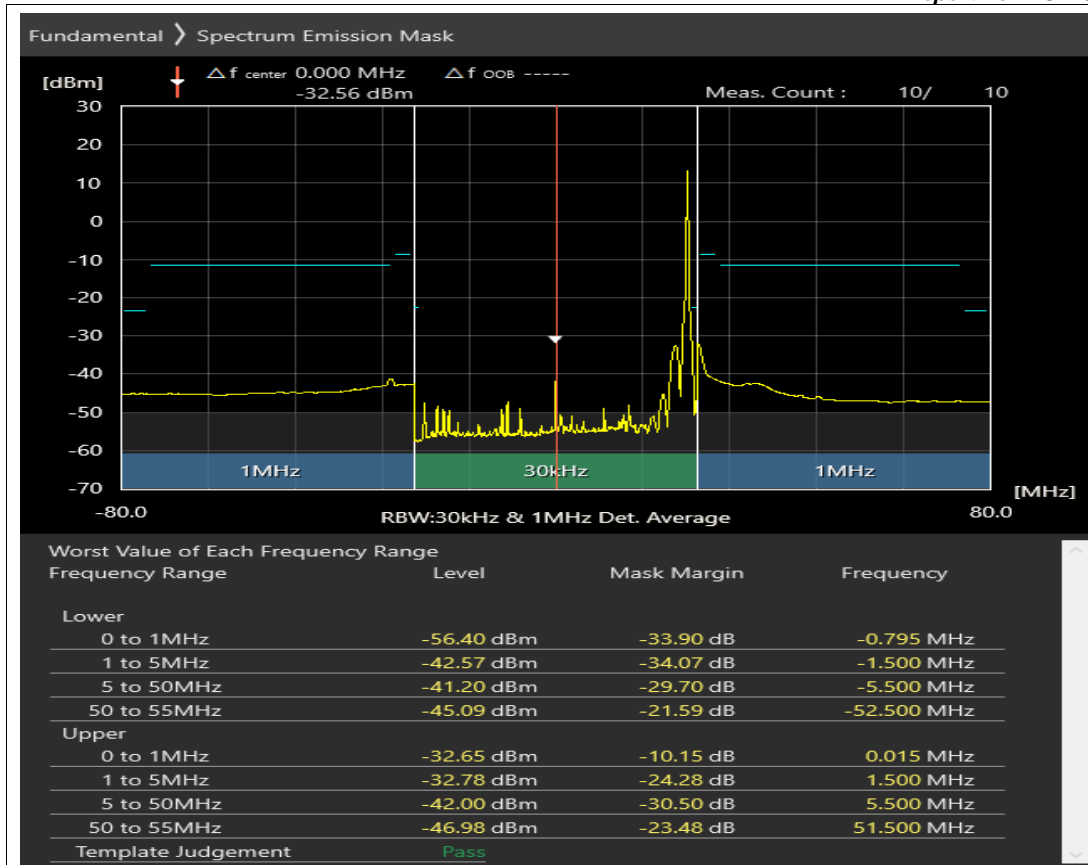 Fundamental 〉 Spectrum Emission Mask
[dBm] △f center 0.000 MHz △f OOB -----
-32.56 dBm Meas. Count : 10/ 10
30
20
10
0
-10
-20
-30
-40
-50
-60
-70
1MHz 30kHz 1MHz
[MHz]
-80.0 RBW:30kHz & 1MHz Det. Average 80.0
Worst Value of Each Frequency Range
Frequency Range Level Mask Margin Frequency
Lower
0 to 1MHz -56.40 dBm -33.90 dB -0.795 MHz
1 to 5MHz -42.57 dBm -34.07 dB -1.500 MHz
5 to 50MHz -41.20 dBm -29.70 dB -5.500 MHz
50 to 55MHz -45.09 dBm -21.59 dB -52.500 MHz
Upper
0 to 1MHz -32.65 dBm -10.15 dB 0.015 MHz
1 to 5MHz -32.78 dBm -24.28 dB 1.500 MHz
5 to 50MHz -42.00 dBm -30.50 dB 5.500 MHz
50 to 55MHz -46.98 dBm -23.48 dB 51.500 MHz
Template Judgement Pass